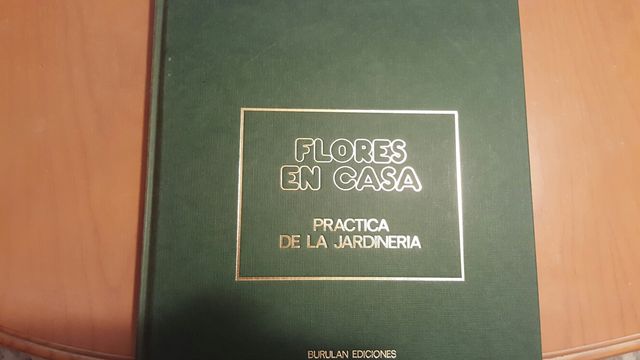 FLORES
EN CASA
PRACTICA
DE LA JARDINERIA
BURULAN EDICIONES